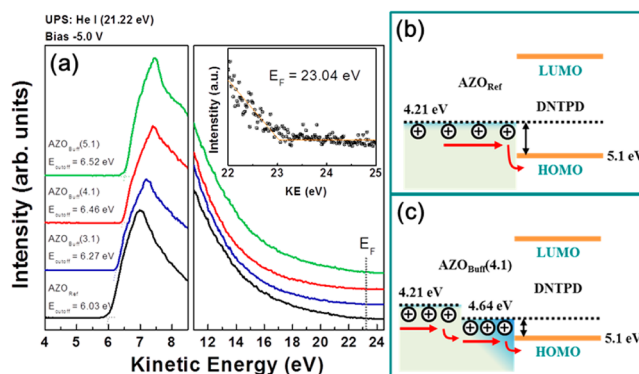 UPS: He I (21.22 eV)
Bias -5.0 V
(a)
Intensity (arb. units)
AZO_Buff(5.1)
E_cutoff = 6.52 eV
AZO_Buff(4.1)
E_cutoff = 6.46 eV
AZO_Buff(3.1)
E_cutoff = 6.27 eV
AZO_Ref
E_cutoff = 6.03 eV
4 5 6 7 8 12 14 16 18 20 22 24
Kinetic Energy (eV)
E_F
Intenstity (a.u.)
E_F = 23.04 eV
22 23 24 25
KE (eV)
(b)
AZO_Ref
4.21 eV
LUMO
DNTPD
HOMO
5.1 eV
(c)
AZO_Buff(4.1)
4.21 eV
4.64 eV
LUMO
DNTPD
HOMO
5.1 eV